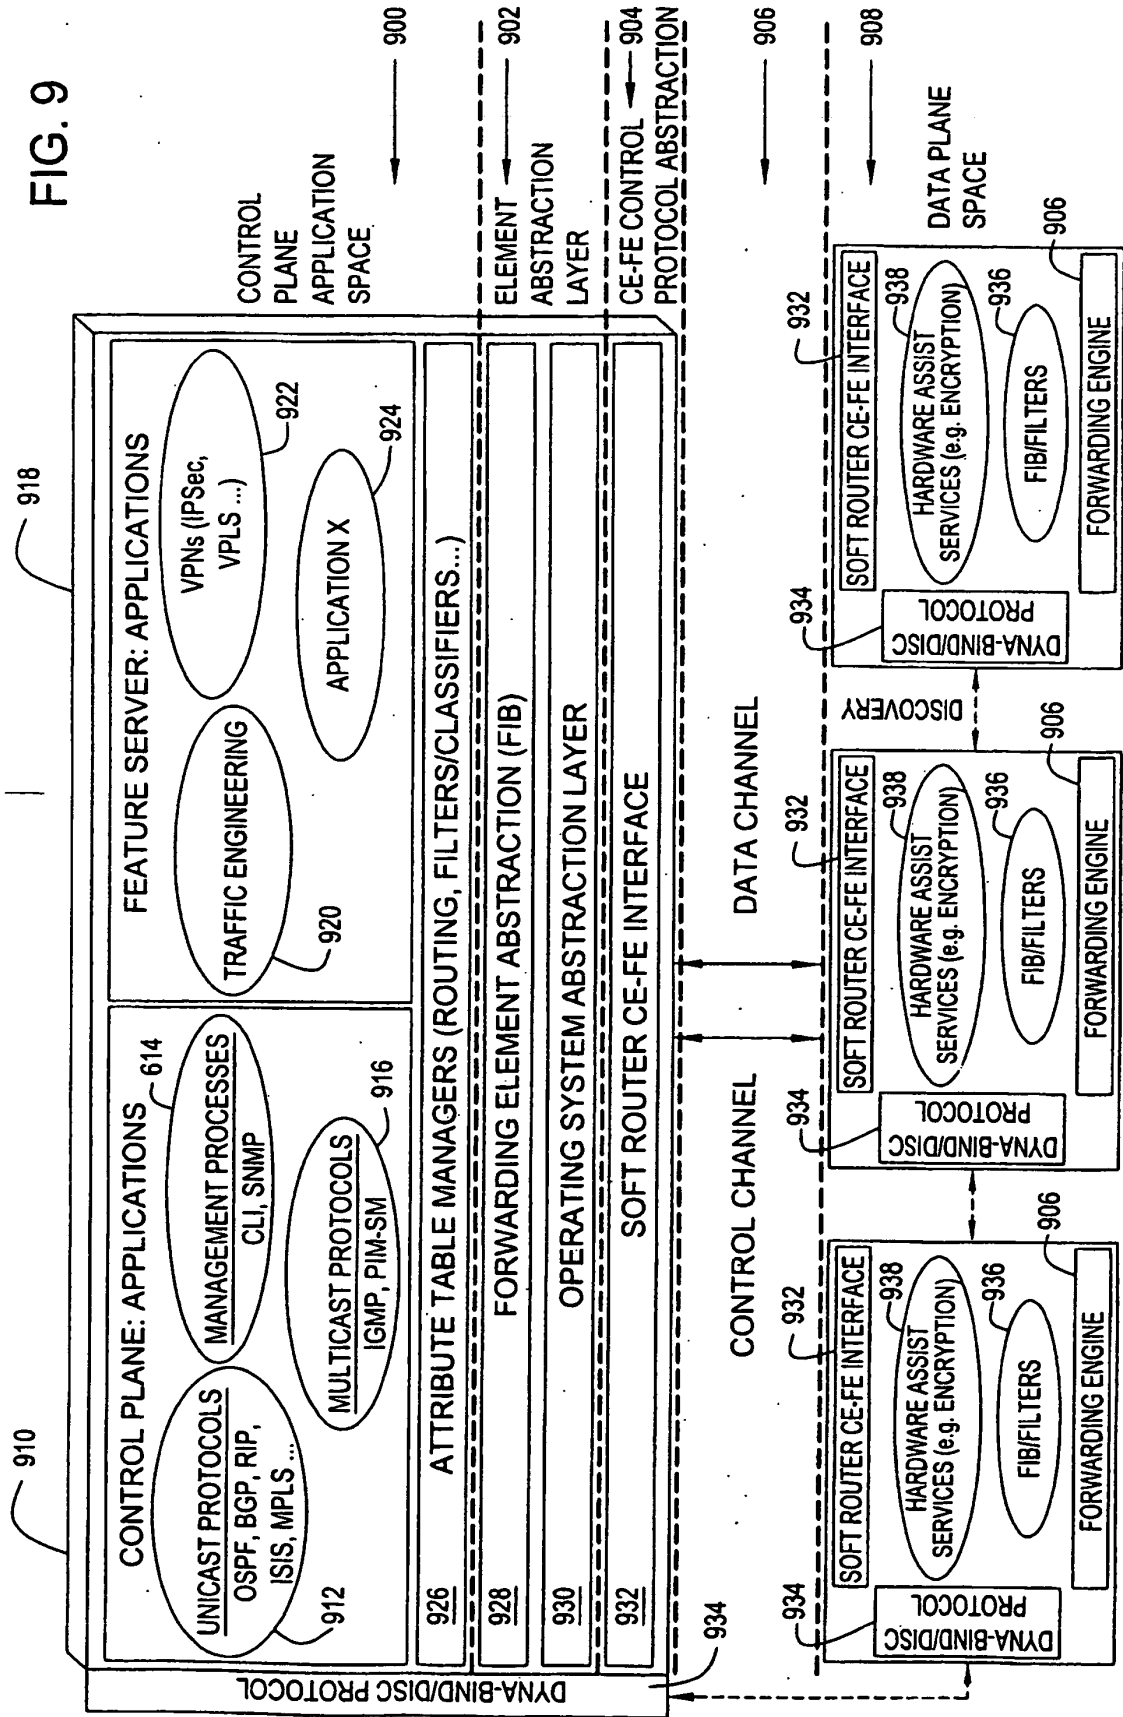 FIG. 9
910
918
CONTROL PLANE: APPLICATIONS
FEATURE SERVER: APPLICATIONS
UNICAST PROTOCOLS
OSPF, BGP, RIP,
ISIS, MPLS ...
912
MANAGEMENT PROCESSES
CLI, SNMP
614
MULTICAST PROTOCOLS
IGMP, PIM-SM
916
TRAFFIC ENGINEERING
920
VPNs (IPSec,
VPLS ...)
922
APPLICATION X
924
CONTROL
PLANE
APPLICATION
SPACE
900
926
ATTRIBUTE TABLE MANAGERS (ROUTING, FILTERS/CLASSIFIERS...)
928
FORWARDING ELEMENT ABSTRACTION (FIB)
930
OPERATING SYSTEM ABSTRACTION LAYER
ELEMENT
ABSTRACTION
LAYER
902
932
SOFT ROUTER CE-FE INTERFACE
CE-FE CONTROL
PROTOCOL ABSTRACTION
904
DYNA-BIND/DISC PROTOCOL
934
CONTROL CHANNEL
DATA CHANNEL
906
908
DATA PLANE
SPACE
934
DYNA-BIND/DISC
PROTOCOL
932
SOFT ROUTER CE-FE INTERFACE
938
HARDWARE ASSIST
SERVICES (e.g. ENCRYPTION)
936
FIB/FILTERS
906
FORWARDING ENGINE
934
DYNA-BIND/DISC
PROTOCOL
932
SOFT ROUTER CE-FE INTERFACE
938
HARDWARE ASSIST
SERVICES (e.g. ENCRYPTION)
936
FIB/FILTERS
906
FORWARDING ENGINE
DISCOVERY
934
DYNA-BIND/DISC
PROTOCOL
932
SOFT ROUTER CE-FE INTERFACE
938
HARDWARE ASSIST
SERVICES (e.g. ENCRYPTION)
936
FIB/FILTERS
906
FORWARDING ENGINE